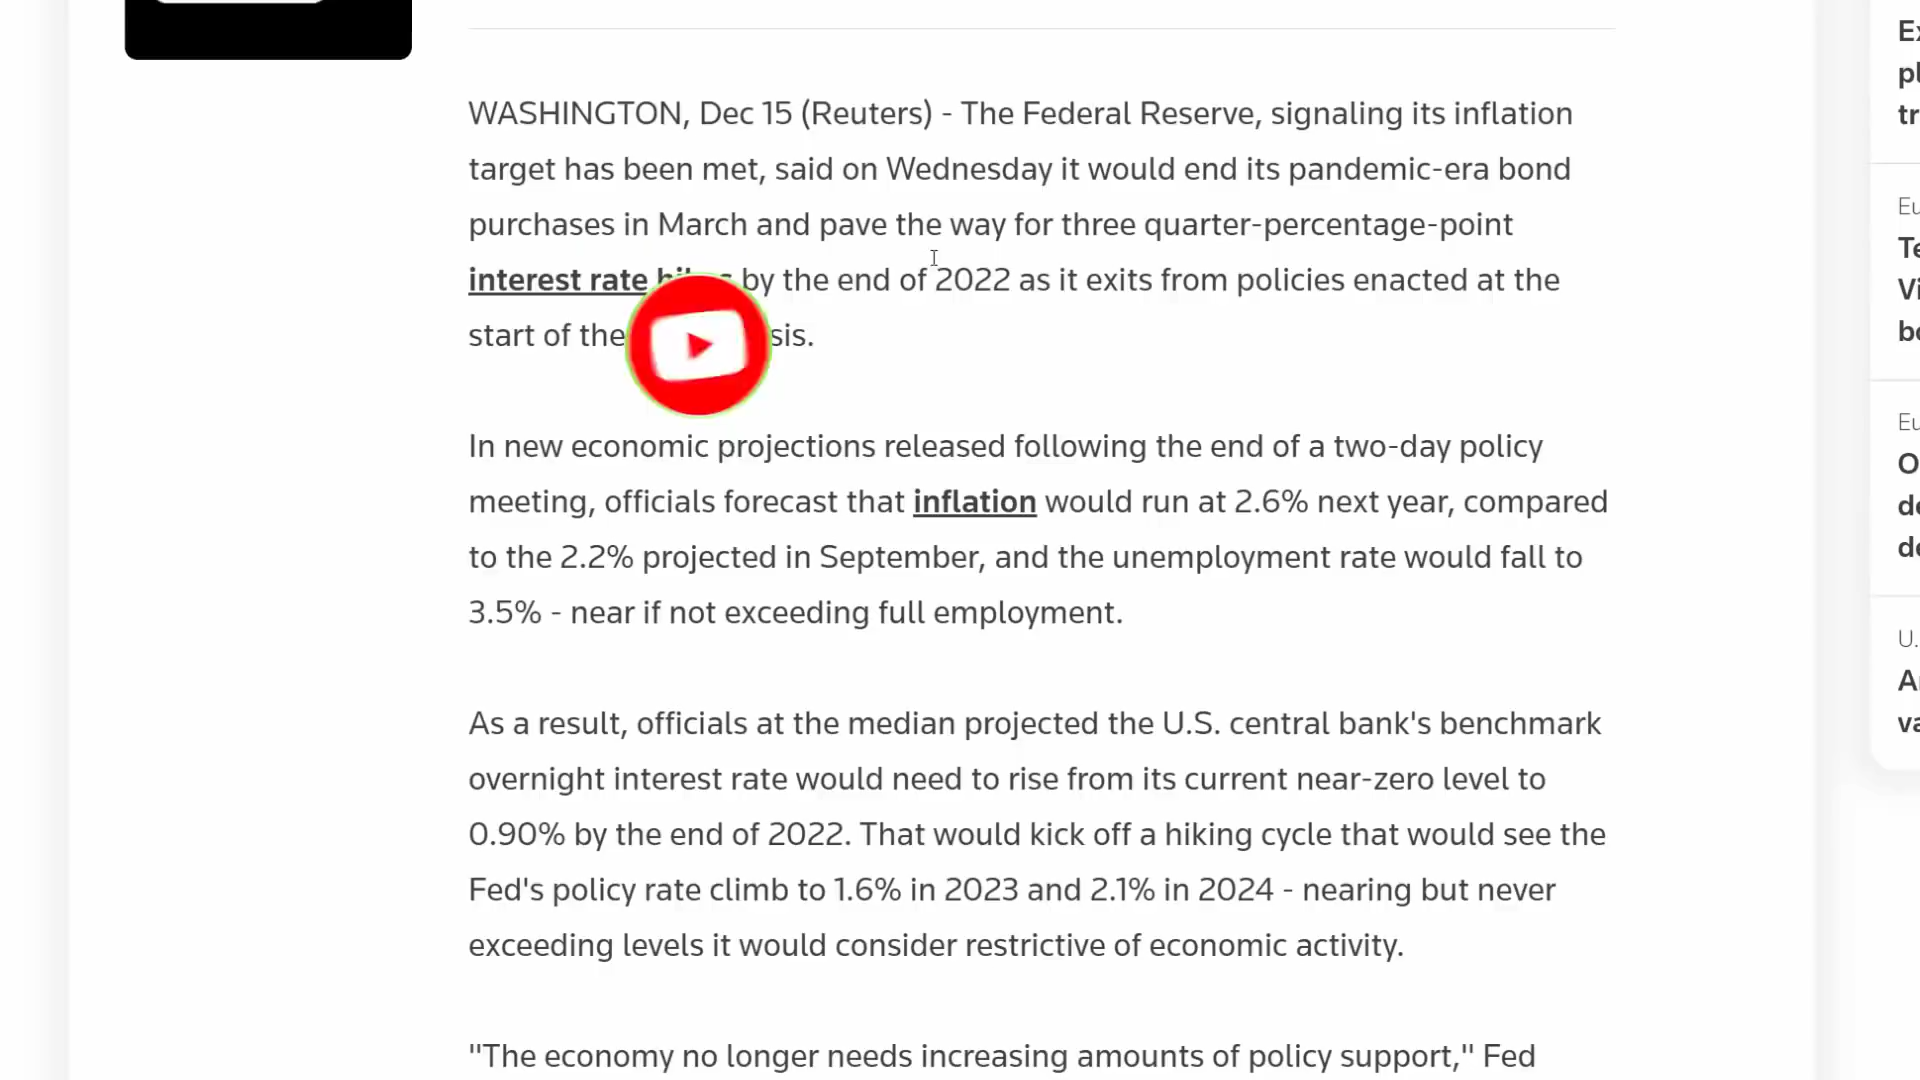 WASHINGTON, Dec 15 (Reuters) - The Federal Reserve, signaling its inflation
target has been met, said on Wednesday it would end its pandemic-era bond
purchases in March and pave the way for three quarter-percentage-point
interest rate by the end of 2022 as it exits from policies enacted at the
start of the sis.
In new economic projections released following the end of a two-day policy
meeting, officials forecast that inflation would run at 2.6% next year, compared
to the 2.2% projected in September, and the unemployment rate would fall to
3.5% - near if not exceeding full employment.
As a result, officials at the median projected the U.S. central bank's benchmark
overnight interest rate would need to rise from its current near-zero level to
0.90% by the end of 2022. That would kick off a hiking cycle that would see the
Fed's policy rate climb to 1.6% in 2023 and 2.1% in 2024 - nearing but never
exceeding levels it would consider restrictive of economic activity.
"The economy no longer needs increasing amounts of policy support," Fed